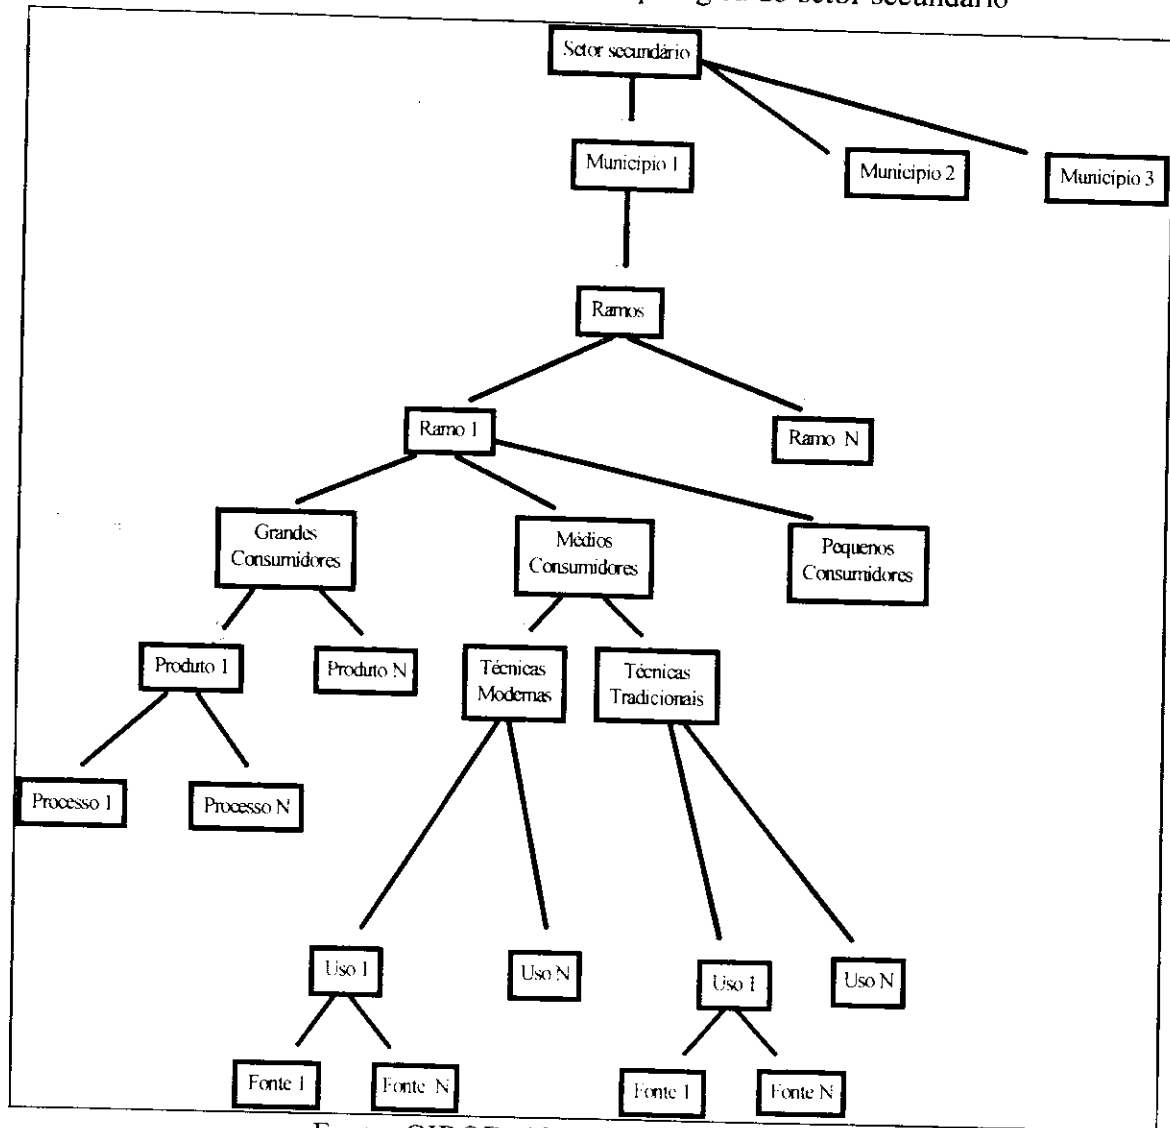 setor secundário
Setor secundário
Município 1
Município 2
Município 3
Ramos
Ramo 1
Ramo N
Grandes
Consumidores
Médios
Consumidores
Pequenos
Consumidores
Produto 1
Produto N
Técnicas
Modernas
Técnicas
Tradicionais
Processo 1
Processo N
Uso 1
Uso N
Uso 1
Uso N
Fonte 1
Fonte N
Fonte 1
Fonte N